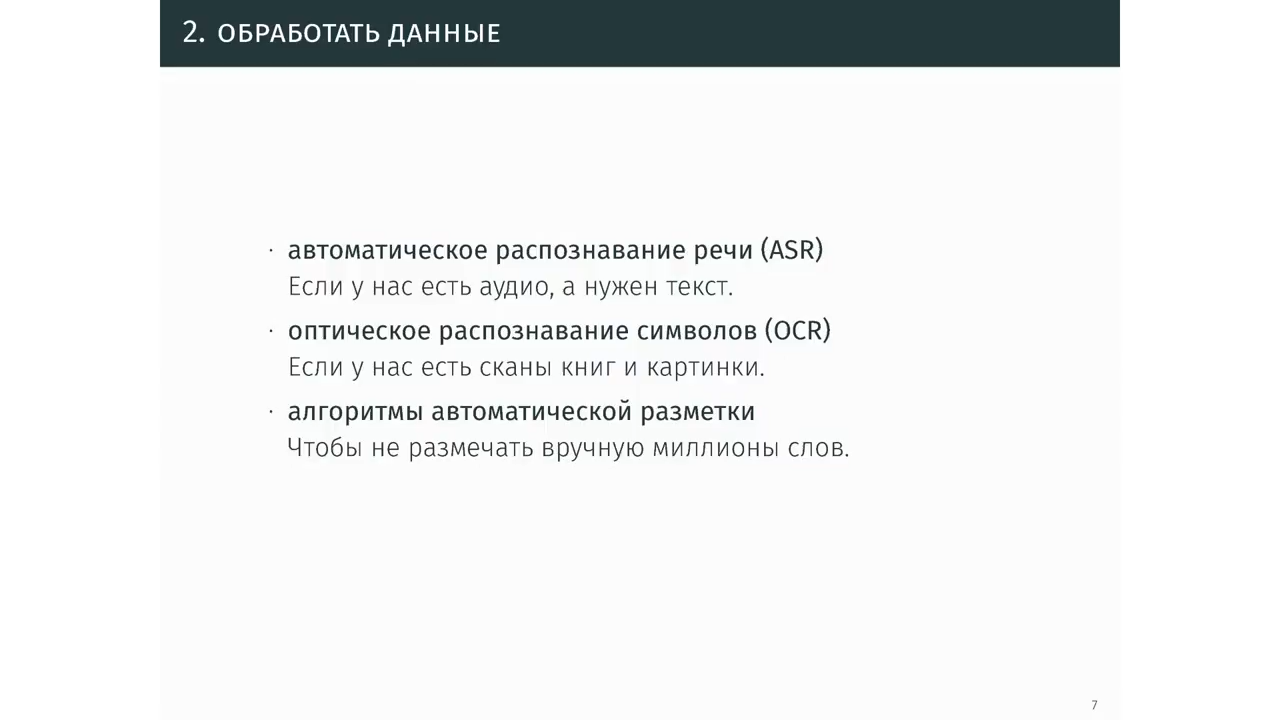 2. ОБРАБОТАТЬ ДАННЫЕ
· автоматическое распознавание речи (ASR)
Если у нас есть аудио, а нужен текст.
· оптическое распознавание символов (OCR)
Если у нас есть сканы книг и картинки.
· алгоритмы автоматической разметки
Чтобы не размечать вручную миллионы слов.
7